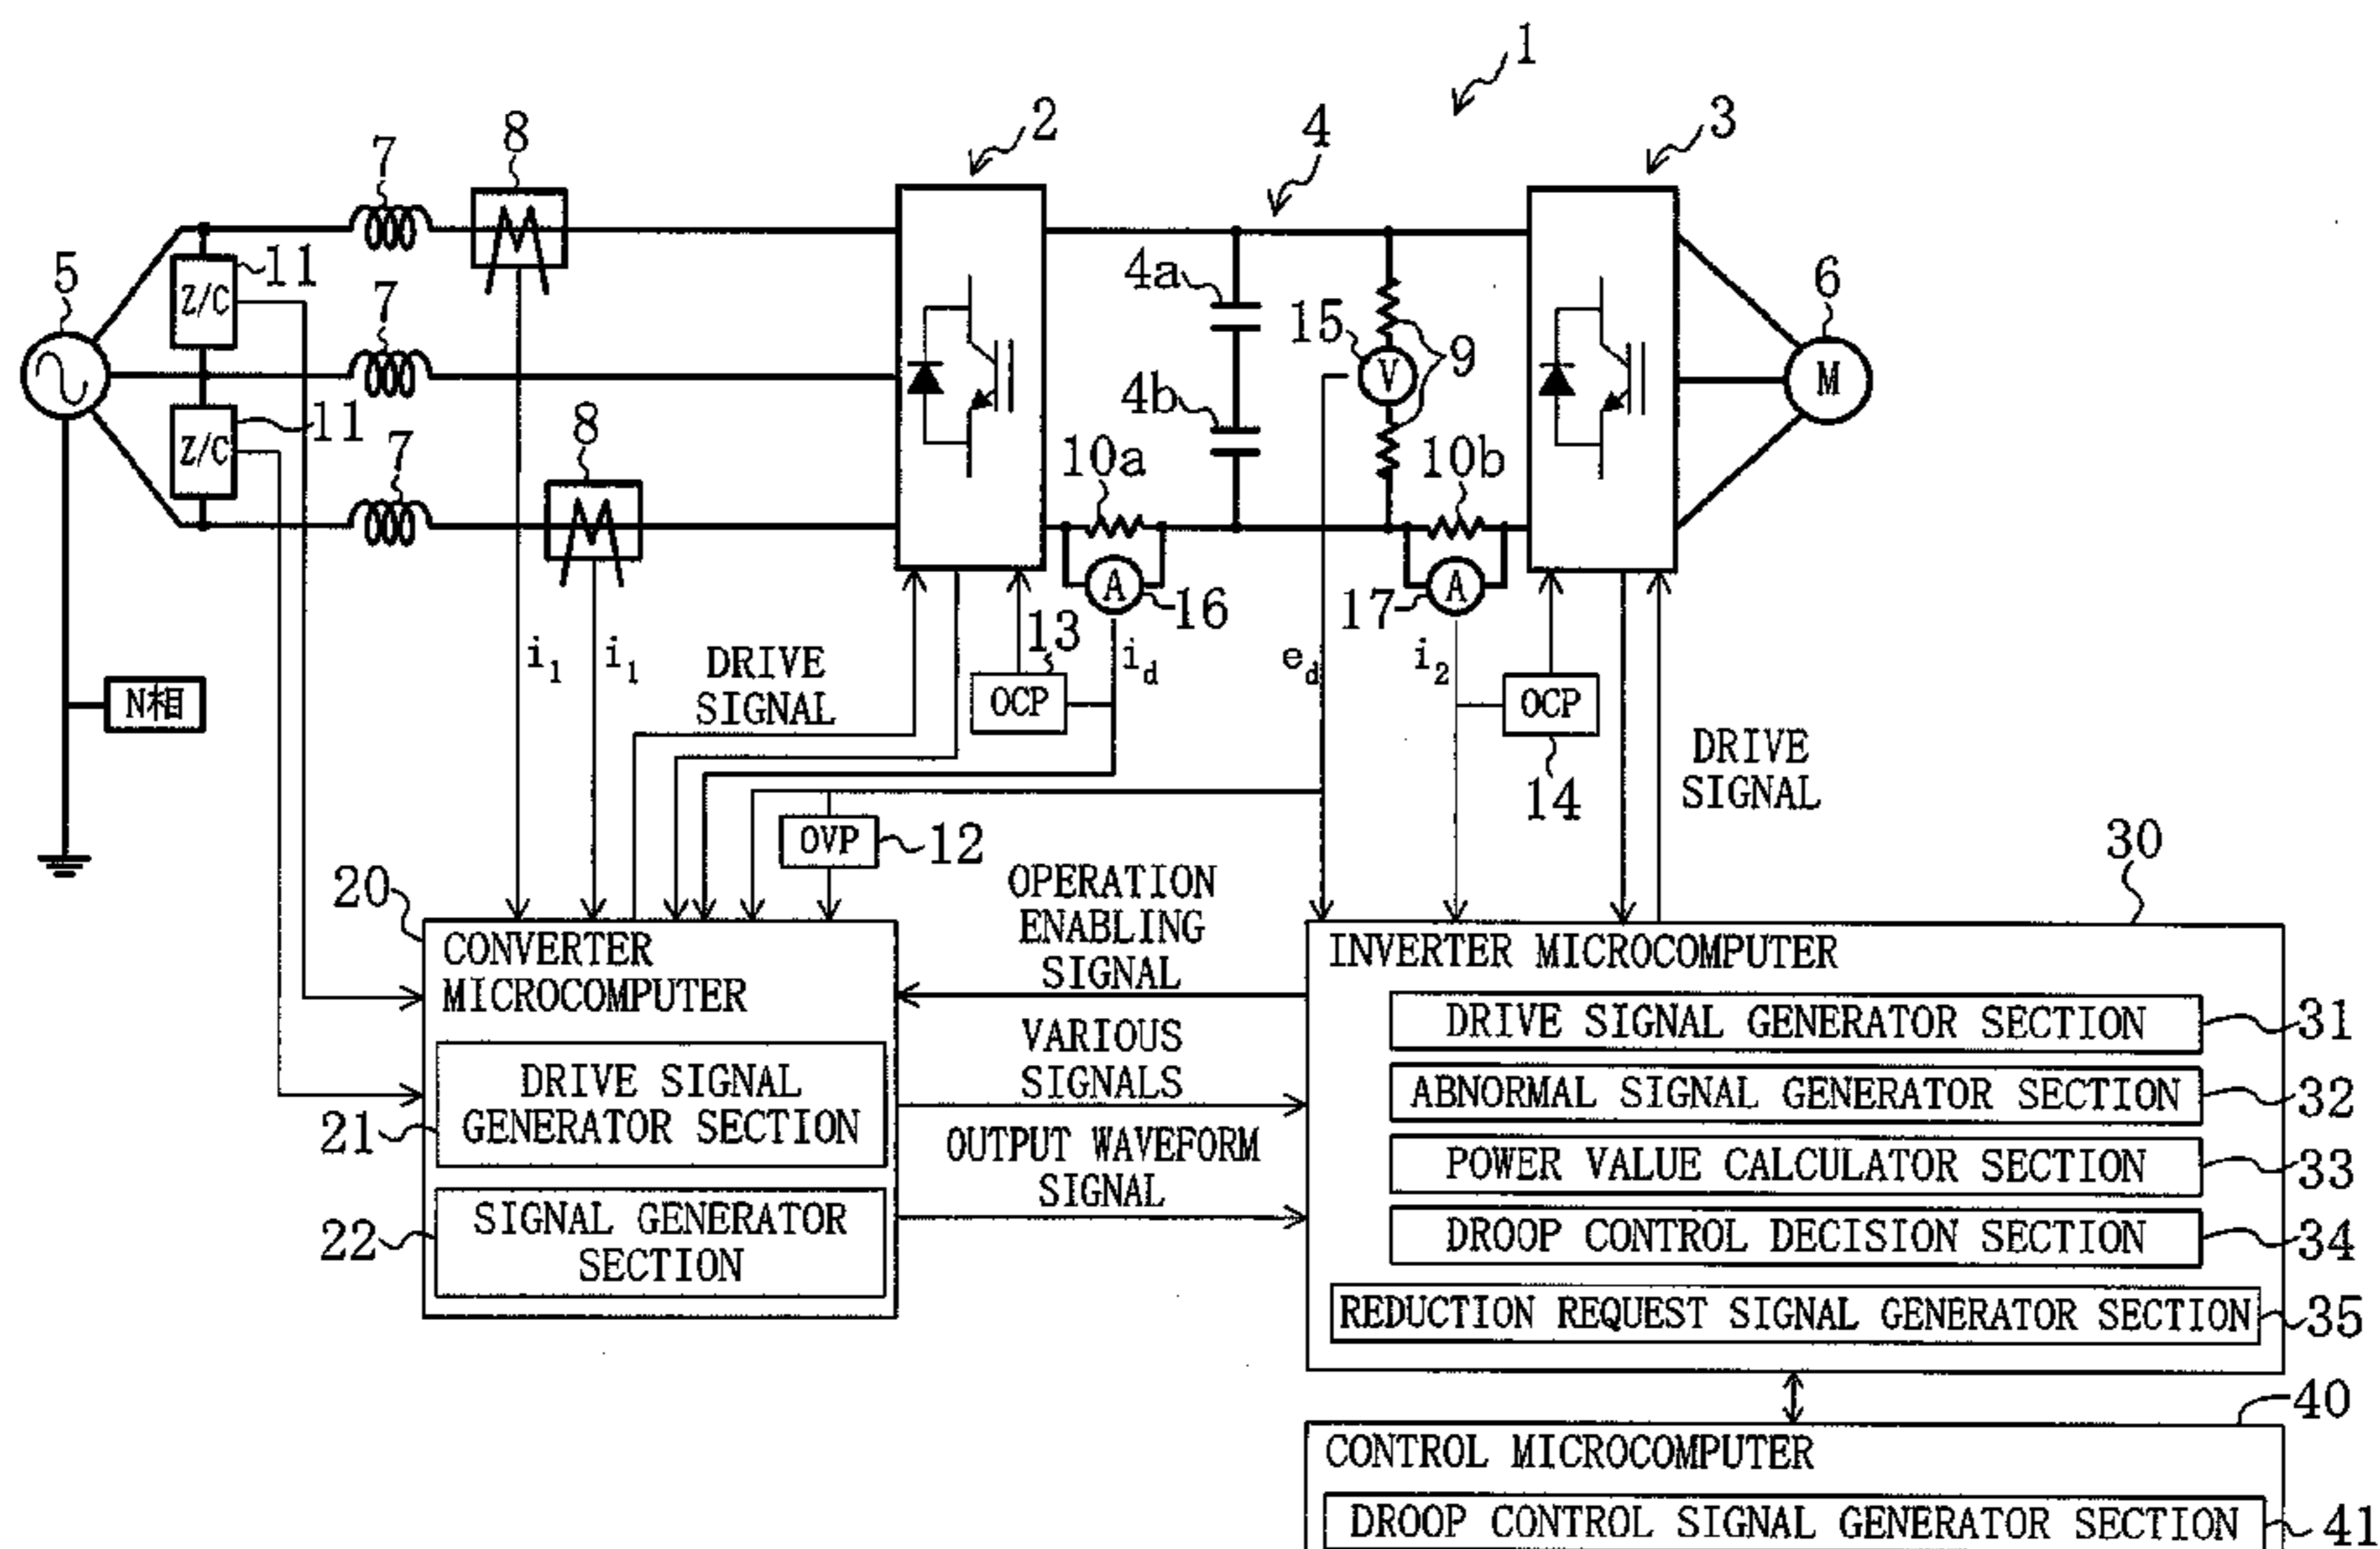 1
2
4
3
8
7
5
11
Z/C
7
4a
15
9
6
V
M
4b
11
Z/C
8
7
10a
10b
A
16
A
17
13
i1
i1
DRIVE
SIGNAL
OCP
id
ed
i2
OCP
N相
DRIVE
SIGNAL
14
OVP
12
30
20
OPERATION
ENABLING
SIGNAL
CONVERTER
MICROCOMPUTER
INVERTER MICROCOMPUTER
DRIVE SIGNAL GENERATOR SECTION
31
VARIOUS
SIGNALS
DRIVE SIGNAL
GENERATOR SECTION
21
ABNORMAL SIGNAL GENERATOR SECTION
32
OUTPUT WAVEFORM
SIGNAL
POWER VALUE CALCULATOR SECTION
33
SIGNAL GENERATOR
SECTION
22
DROOP CONTROL DECISION SECTION
34
REDUCTION REQUEST SIGNAL GENERATOR SECTION
35
40
CONTROL MICROCOMPUTER
DROOP CONTROL SIGNAL GENERATOR SECTION
41